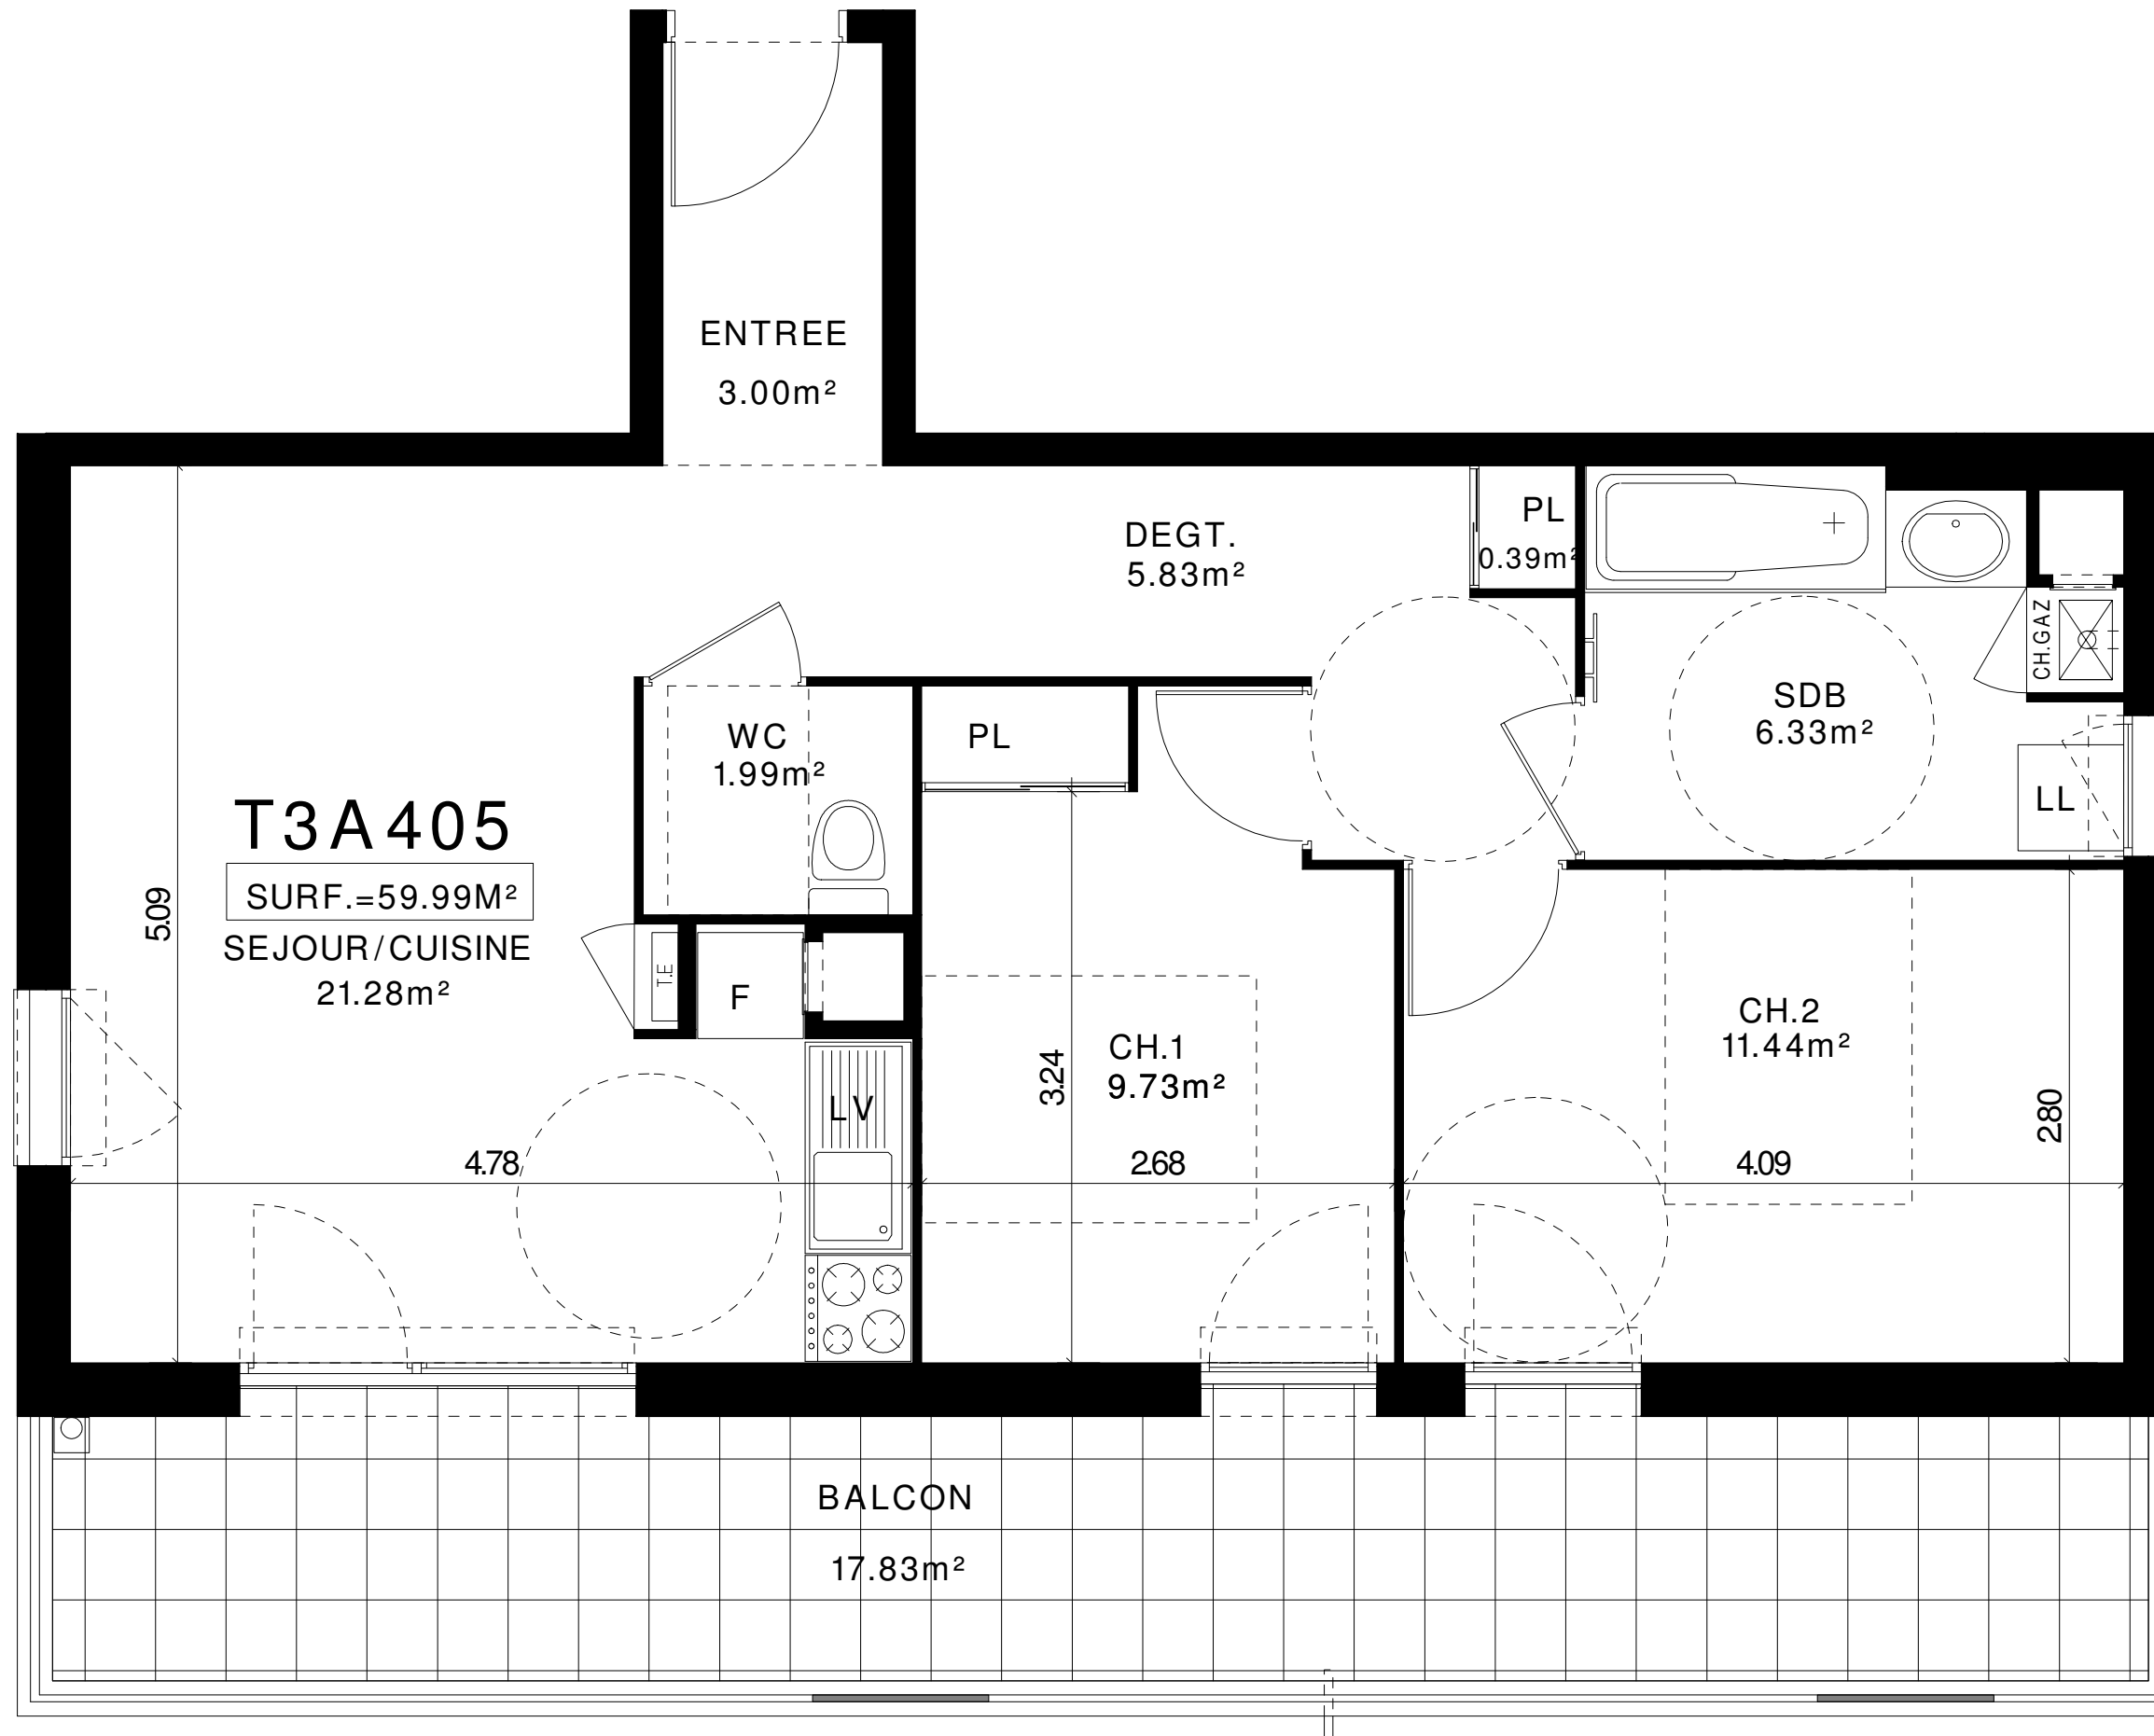 ENTREE
3.00m²
DEGT.
5.83m²
PL
0.39m²
CH.GAZ
SDB
6.33m²
LL
WC
1.99m²
PL
T3A405
SURF.=59.99M²
SEJOUR/CUISINE
21.28m²
5.09
T.E
F
LV
4.78
CH.1
9.73m²
3.24
2.68
CH.2
11.44m²
2.80
4.09
BALCON
17.83m²